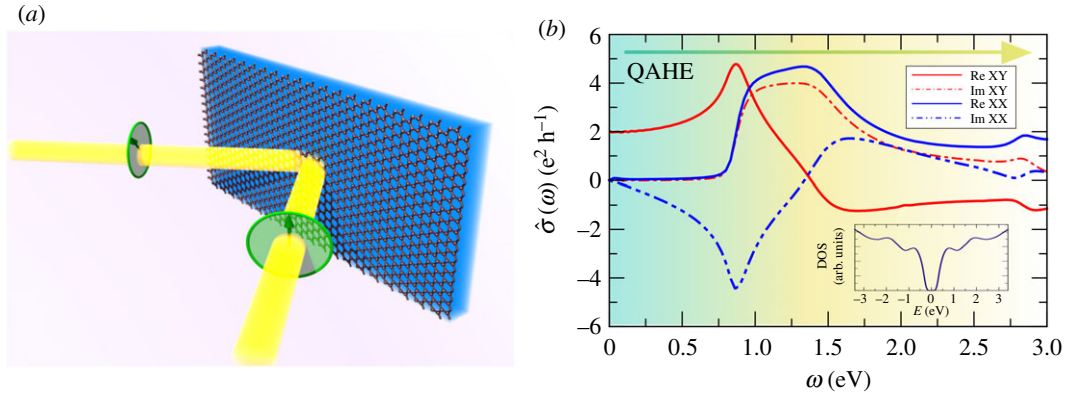 (a)
(b)
6
4
2
0
−2
−4
−6
σ̂(ω) (e² h⁻¹)
QAHE
Re XY
Im XY
Re XX
Im XX
DOS
(arb. units)
−3 −2 −1 0 1 2 3
E (eV)
0 0.5 1.0 1.5 2.0 2.5 3.0
ω (eV)